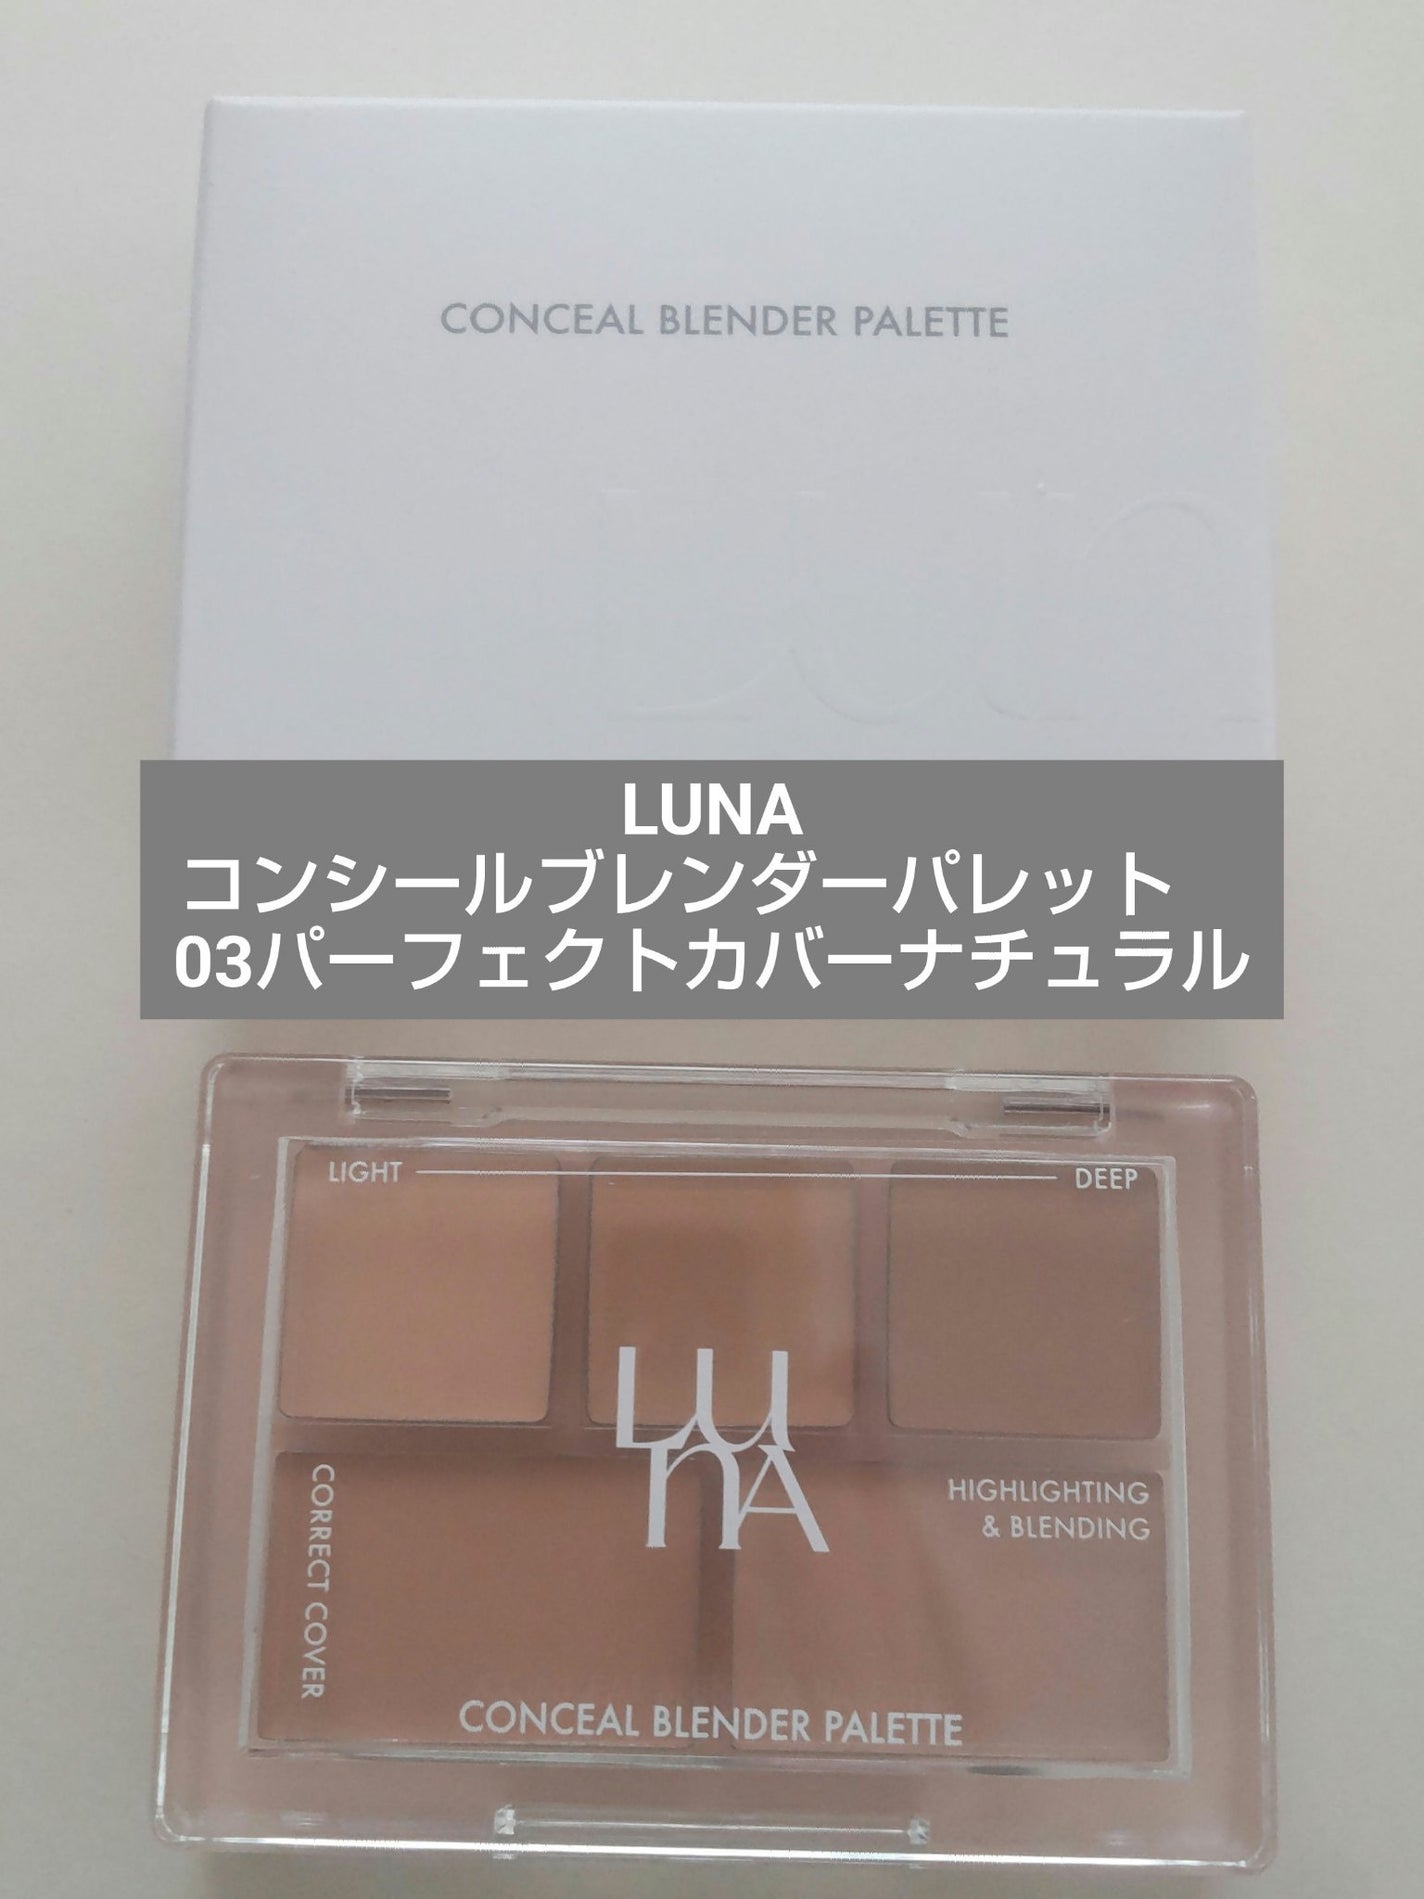 CONCEAL BLENDER PALETTE
Lun
LUNA
コンシールブレンダーパレット
03パーフェクトカバーナチュラル
LIGHT
DEEP
LUnA
CORRECT COVER
HIGHLIGHTING
& BLENDING
CONCEAL BLENDER PALETTE